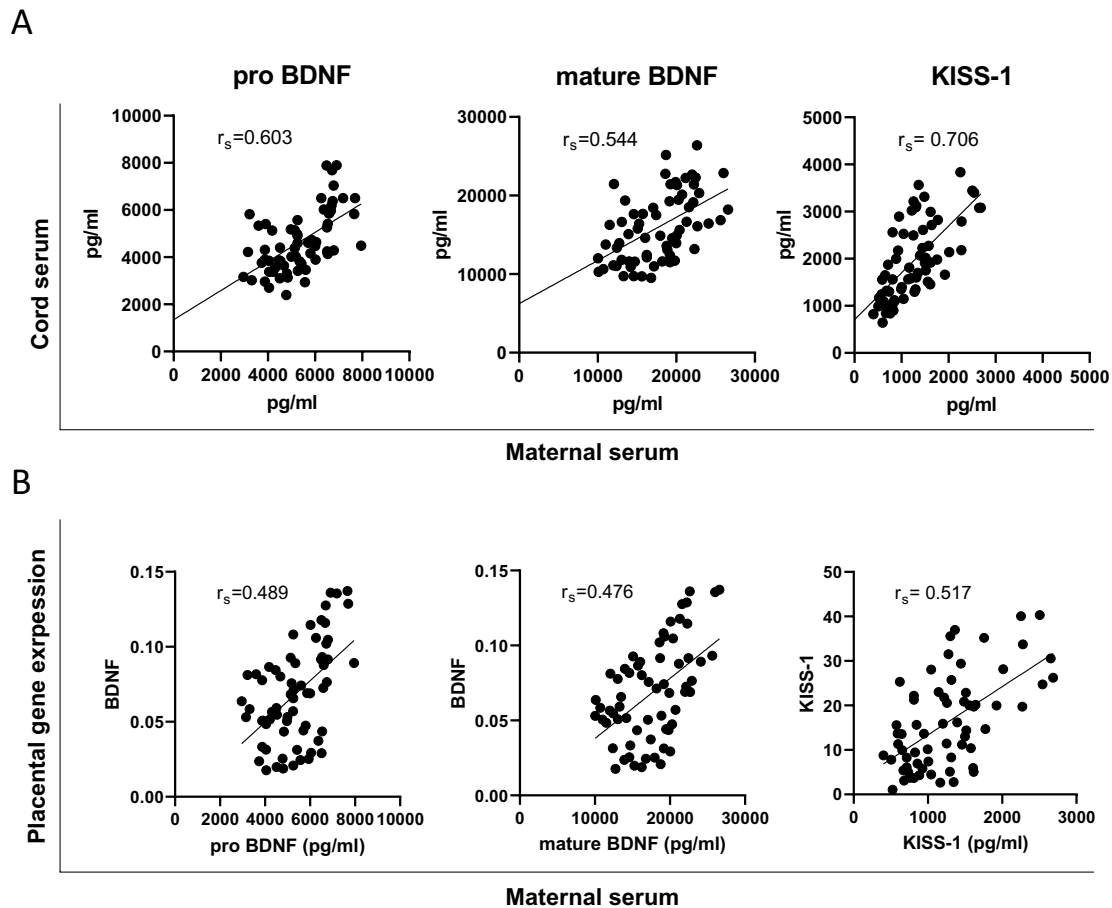 A
pro BDNF
mature BDNF
KISS-1
Cord serum
pg/ml
10000
8000
6000
4000
2000
0
r_s=0.603
0 2000 4000 6000 8000 10000
pg/ml
pg/ml
30000
20000
10000
0
r_s=0.544
0 10000 20000 30000
pg/ml
pg/ml
5000
4000
3000
2000
1000
0
r_s= 0.706
0 1000 2000 3000 4000 5000
pg/ml
Maternal serum
B
Placental gene exrpession
BDNF
0.15
0.10
0.05
0.00
r_s=0.489
0 2000 4000 6000 8000 10000
pro BDNF (pg/ml)
BDNF
0.15
0.10
0.05
0.00
r_s=0.476
0 10000 20000 30000
mature BDNF (pg/ml)
KISS-1
50
40
30
20
10
0
r_s= 0.517
0 1000 2000 3000
KISS-1 (pg/ml)
Maternal serum